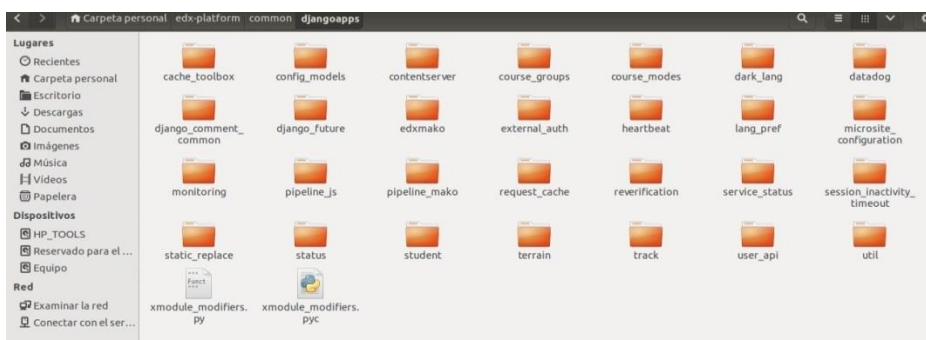 Carpeta personal edx-platform common djangoapps
Lugares
Recientes
Carpeta personal
Escritorio
Descargas
Documentos
Imágenes
Música
Vídeos
Papelera
Dispositivos
HP_TOOLS
Reservado para el ...
Equipo
Red
Examinar la red
Conectar con el ser...
cache_toolbox config_models contentserver course_groups course_modes dark_lang datadog
django_comment_ django_future edxmako external_auth heartbeat lang_pref microsite_
common configuration
monitoring pipeline_js pipeline_mako request_cache reverification service_status session_inactivity_
timeout
static_replace status student terrain track user_api util
Funct
xmodule_modifiers. xmodule_modifiers.
py pyc